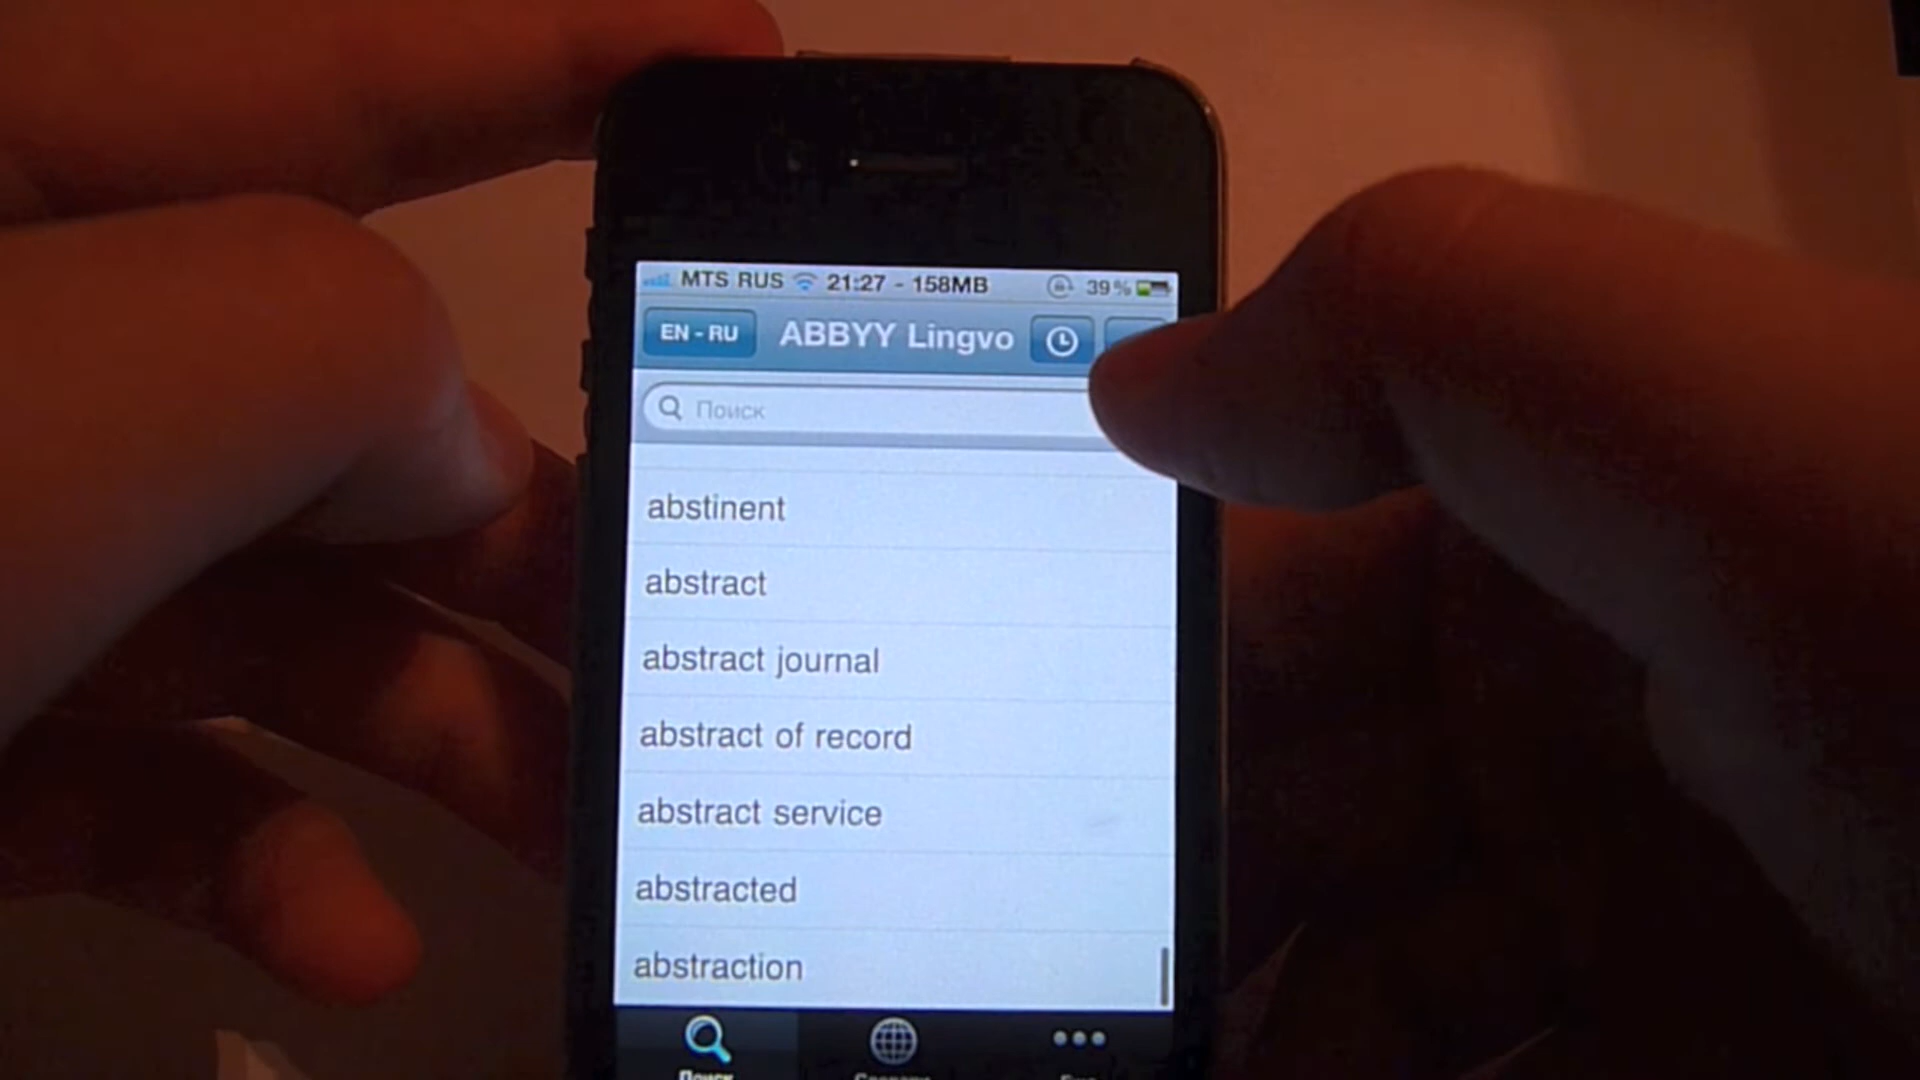 MTS RUS 21:27 - 158MB 39%
EN - RU ABBYY Lingvo
Поиск
abstinent
abstract
abstract journal
abstract of record
abstract service
abstracted
abstraction
Поиск